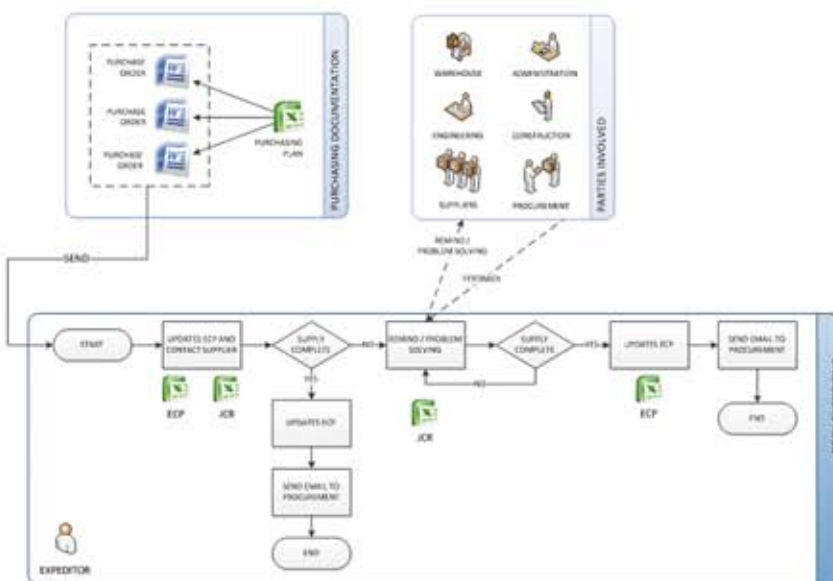 PURCHASE
ORDER
PURCHASE
ORDER
PURCHASE
ORDER
PURCHASING
PLAN
PURCHASING DOCUMENTATION
WAREHOUSE
ADMINISTRATION
ENGINEERING
CONSTRUCTION
SUPPLIERS
PROCUREMENT
PARTIES INVOLVED
SEND
REMIND /
PROBLEM SOLVING
FEEDBACK
START
UPDATES ECP AND
CONTACT SUPPLIER
SUPPLY
COMPLETE
NO
REMIND / PROBLEM
SOLVING
SUPPLY
COMPLETE
YES
UPDATES ECP
SEND EMAIL TO
PROCUREMENT
NO
YES
ECP
JCR
JCR
ECP
END
UPDATES ECP
SEND EMAIL TO
PROCUREMENT
END
EXPEDITOR